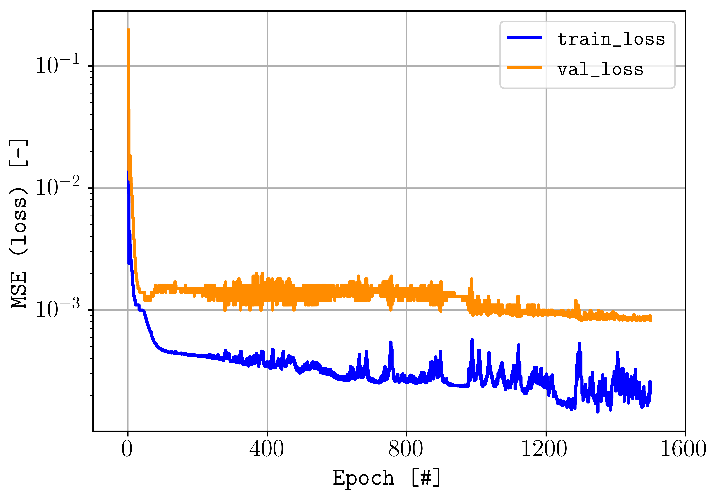 train_loss
val_loss
10⁻¹
10⁻²
10⁻³
MSE (loss) [-]
0
400
800
1200
1600
Epoch [#]